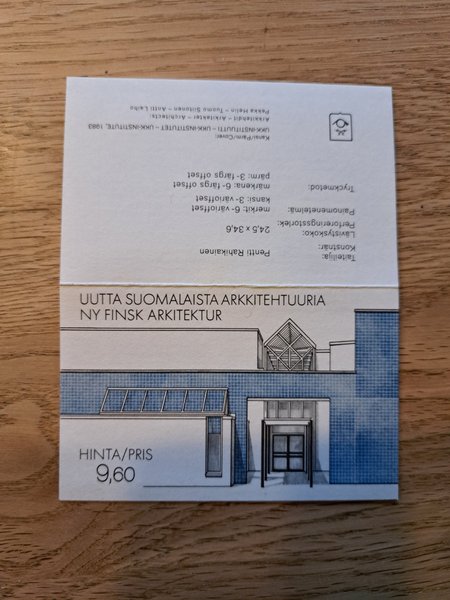 UUTTA SUOMALAISTA ARKKITEHTUURIA
NY FINSK ARKITEKTUR
HINTA/PRIS
9,60
Taiteilija: Pentti Rahikainen
Konstnär:
Lävistyskoko: 24,5 x 34,6
Perforeringsstorlek:
Painomenetelmä: merkit: 6-värioffset
kansi: 3-värioffset
Tryckmetod: märkena: 6-färgs offset
pärm: 3-färgs offset
Kansi/Pärm/Cover:
UKK-INSTITUUTTI – UKK-INSTITUTET – UKK-INSTITUTE, 1983
Arkitehdit – Arkitekter – Architects:
Pekka Helin – Tuomo Siitonen – Antti Laiho